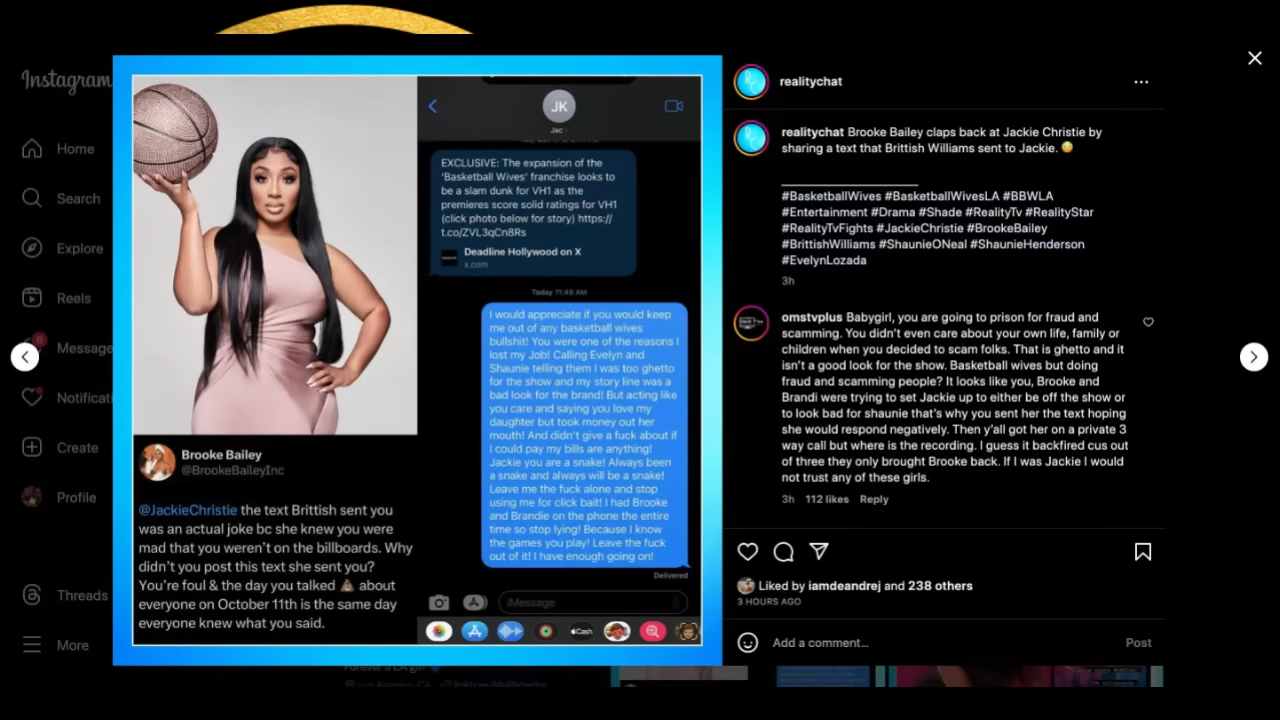 Instagram
Home
Search
Explore
Reels
Message
Notificat
Create
Profile
Threads
More
JK
Jac
EXCLUSIVE: The expansion of the
'Basketball Wives' franchise looks to
be a slam dunk for VH1 as the
premieres score solid ratings for VH1
(click photo below for story) https://
t.co/ZVL3qCn8Rs
Deadline Hollywood on X
x.com
Today 11:49 AM
I would appreciate if you would keep
me out of any basketball wives
bullshit! You were one of the reasons I
lost my Job! Calling Evelyn and
Shaunie telling them I was too ghetto
for the show and my story line was a
bad look for the brand! But acting like
you care and saying you love my
daughter but took money out her
mouth! And didn't give a fuck about if
I could pay my bills are anything!
Jackie you are a snake! Always been
a snake and always will be a snake!
Leave me the fuck alone and stop
using me for click bait! I had Brooke
and Brandie on the phone the entire
time so stop lying! Because I know
the games you play! Leave the fuck
out of it! I have enough going on!
Delivered
iMessage
Cash
Brooke Bailey
@BrookeBaileyInc
@JackieChristie the text Brittish sent you
was an actual joke bc she knew you were
mad that you weren't on the billboards. Why
didn't you post this text she sent you?
You're foul & the day you talked 💩 about
everyone on October 11th is the same day
everyone knew what you said.
realitychat
realitychat Brooke Bailey claps back at Jackie Christie by
sharing a text that Brittish Williams sent to Jackie. 😳
#BasketballWives #BasketballWivesLA #BBWLA
#Entertainment #Drama #Shade #RealityTv #RealityStar
#RealityTvFights #JackieChristie #BrookeBailey
#BrittishWilliams #ShaunieONeal #ShaunieHenderson
#EvelynLozada
3h
omstvplus Babygirl, you are going to prison for fraud and
scamming. You didn't even care about your own life, family or
children when you decided to scam folks. That is ghetto and it
isn't a good look for the show. Basketball wives but doing
fraud and scamming people? It looks like you, Brooke and
Brandi were trying to set Jackie up to either be off the show or
to look bad for shaunie that's why you sent her the text hoping
she would respond negatively. Then y'all got her on a private 3
way call but where is the recording. I guess it backfired cus out
of three they only brought Brooke back. If I was Jackie I would
not trust any of these girls.
3h 112 likes Reply
Liked by iamdeandrej and 238 others
3 HOURS AGO
Add a comment...
Post